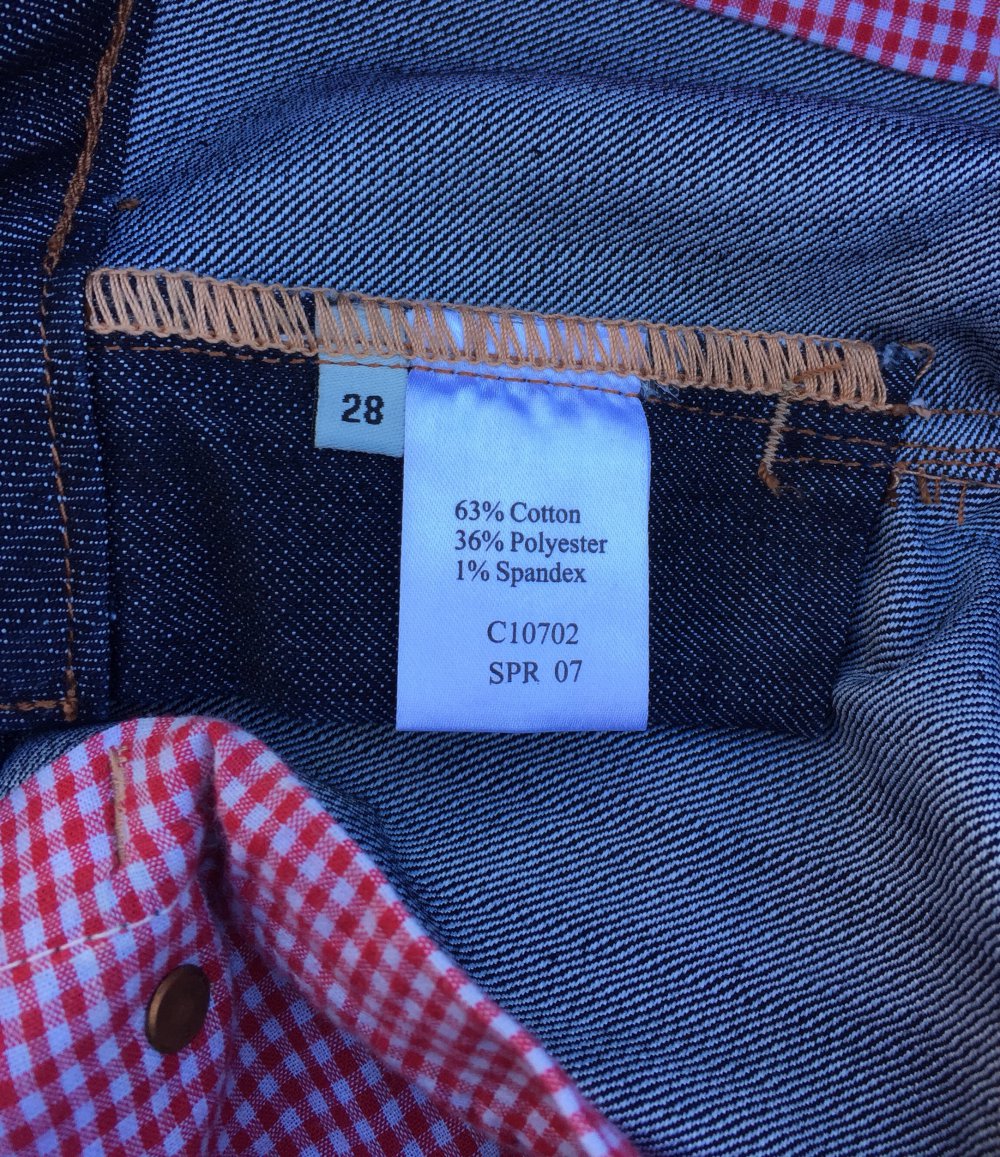 28
63% Cotton
36% Polyester
1% Spandex
C10702
SPR 07